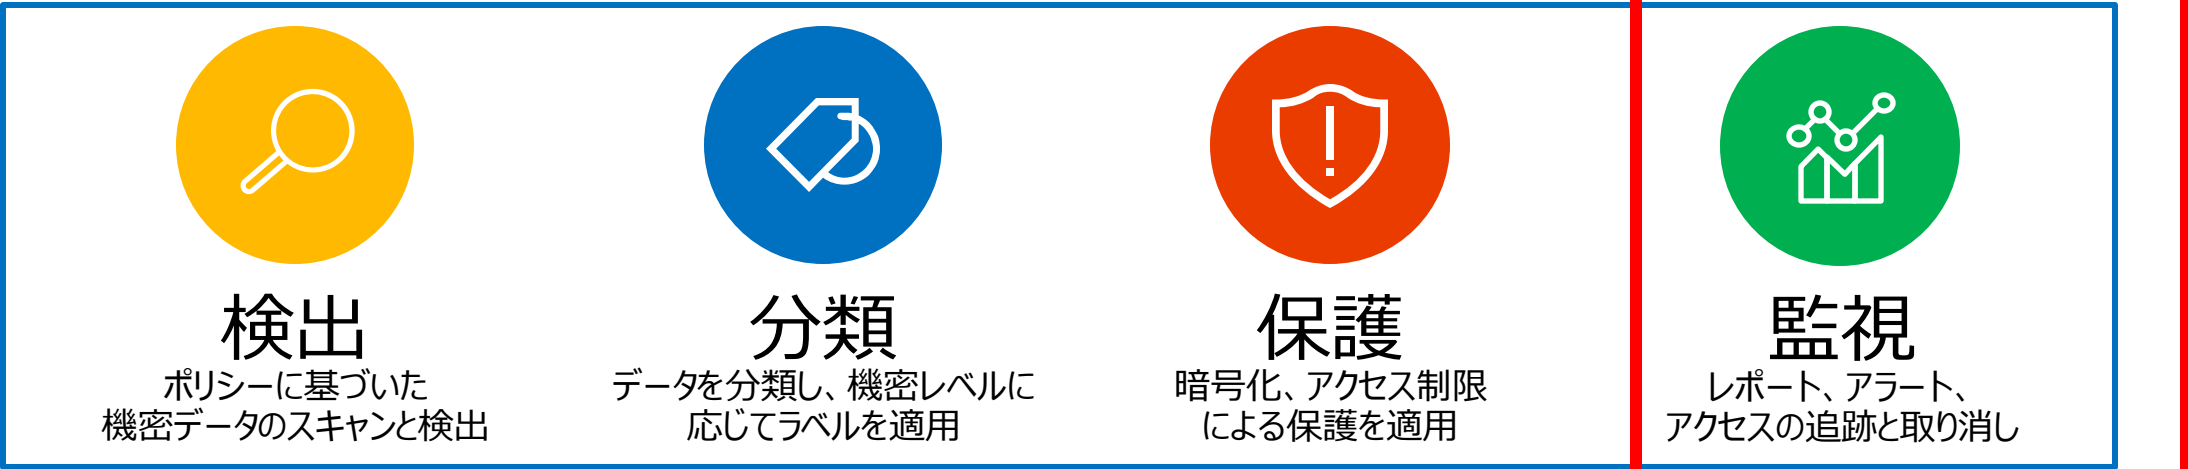 検出
ポリシーに基づいた
機密データのスキャンと検出
分類
データを分類し、機密レベルに
応じてラベルを適用
保護
暗号化、アクセス制限
による保護を適用
監視
レポート、アラート、
アクセスの追跡と取り消し